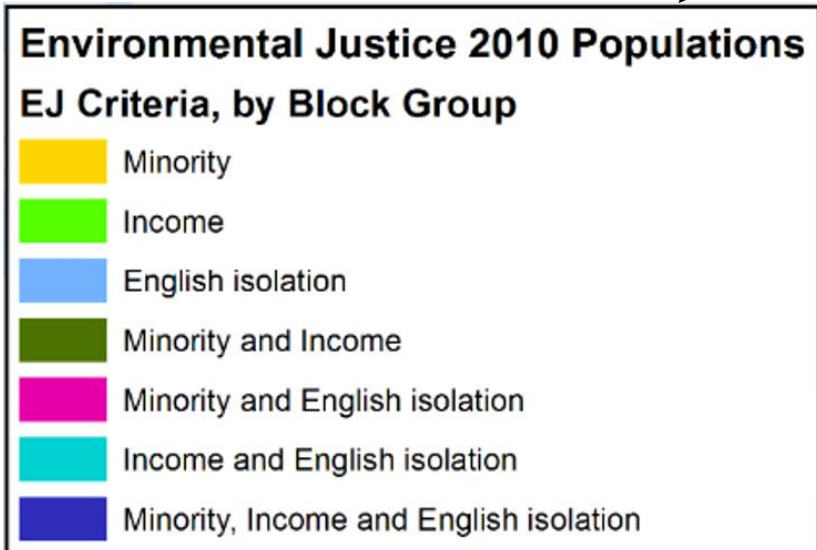 Environmental Justice 2010 Populations
EJ Criteria, by Block Group
Minority
Income
English isolation
Minority and Income
Minority and English isolation
Income and English isolation
Minority, Income and English isolation